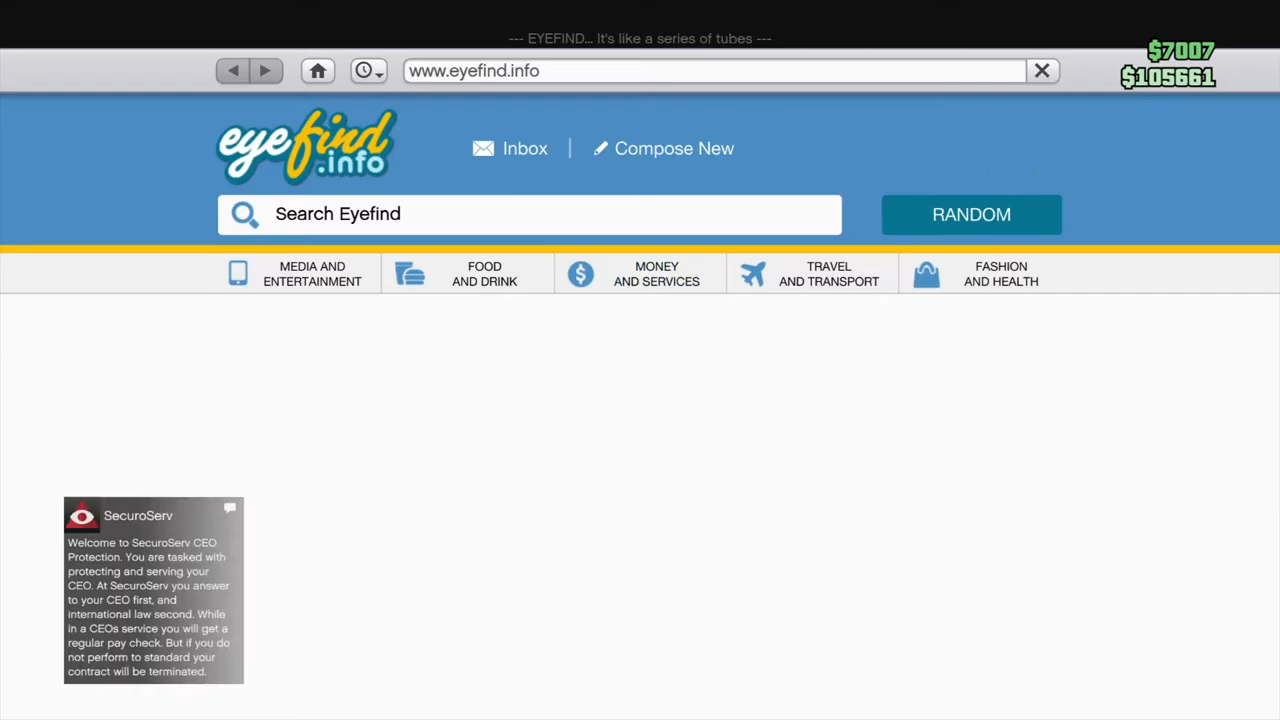 --- EYEFIND... It's like a series of tubes ---
$7007
www.eyefind.info
$105661
eyefind
.info
Inbox
Compose New
Search Eyefind
RANDOM
MEDIA AND
ENTERTAINMENT
FOOD
AND DRINK
MONEY
AND SERVICES
TRAVEL
AND TRANSPORT
FASHION
AND HEALTH
SecuroServ
Welcome to SecuroServ CEO
Protection. You are tasked with
protecting and serving your
CEO. At SecuroServ you answer
to your CEO first, and
international law second. While
in a CEOs service you will get a
regular pay check. But if you do
not perform to standard your
contract will be terminated.